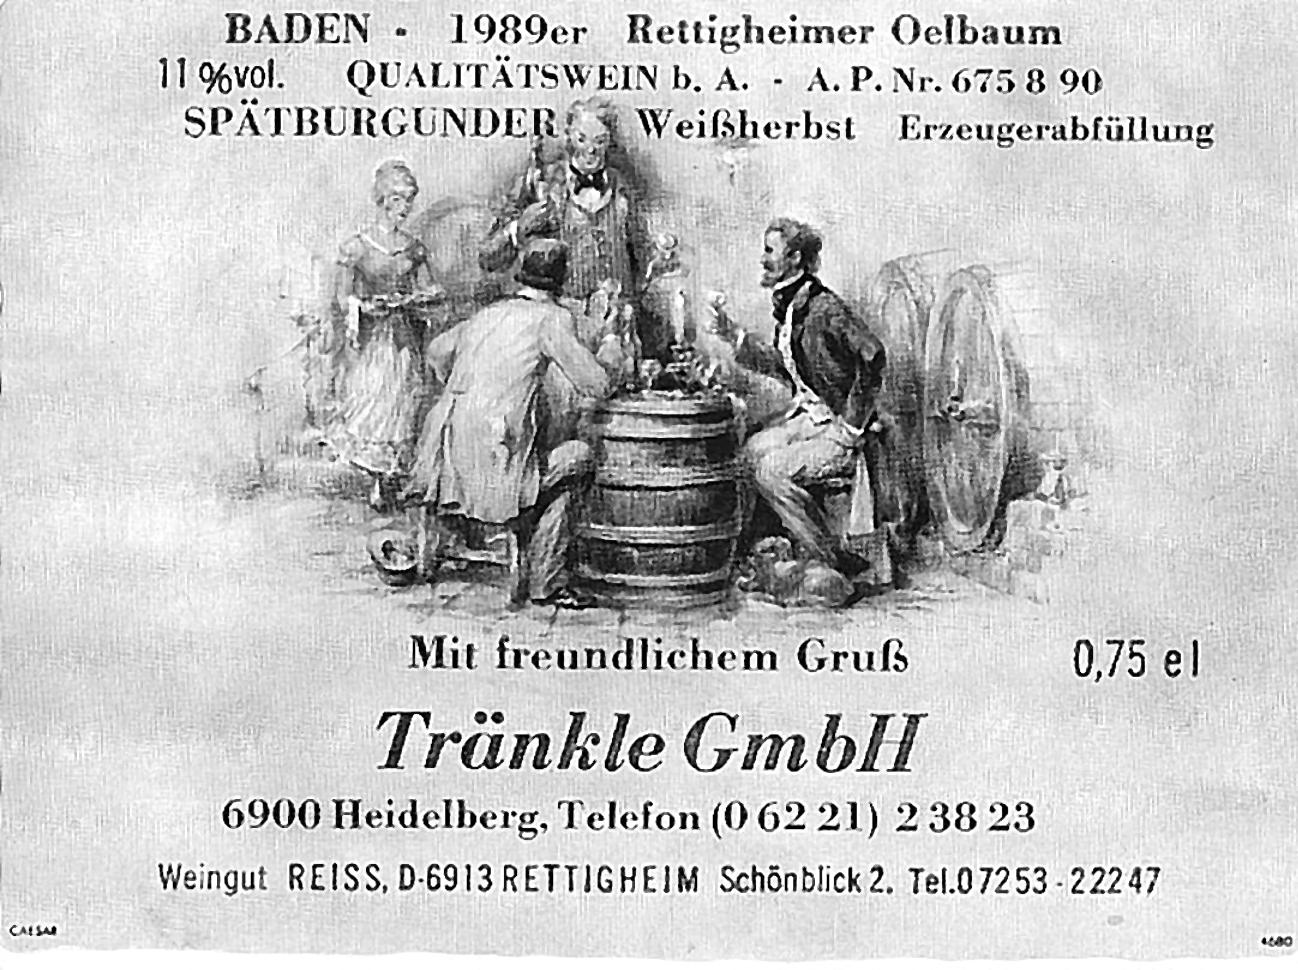 BADEN - 1989er Rettigheimer Oelbaum
11%vol. QUALITÄTSWEIN b. A. - A. P. Nr. 675 8 90
SPÄTBURGUNDER Weißherbst Erzeugerabfüllung
Mit freundlichem Gruß 0,75 e l
Tränkle GmbH
6900 Heidelberg, Telefon (0 62 21) 2 38 23
Weingut REISS, D-6913 RETTIGHEIM Schönblick 2. Tel.07253-22247
CAESAR 4680